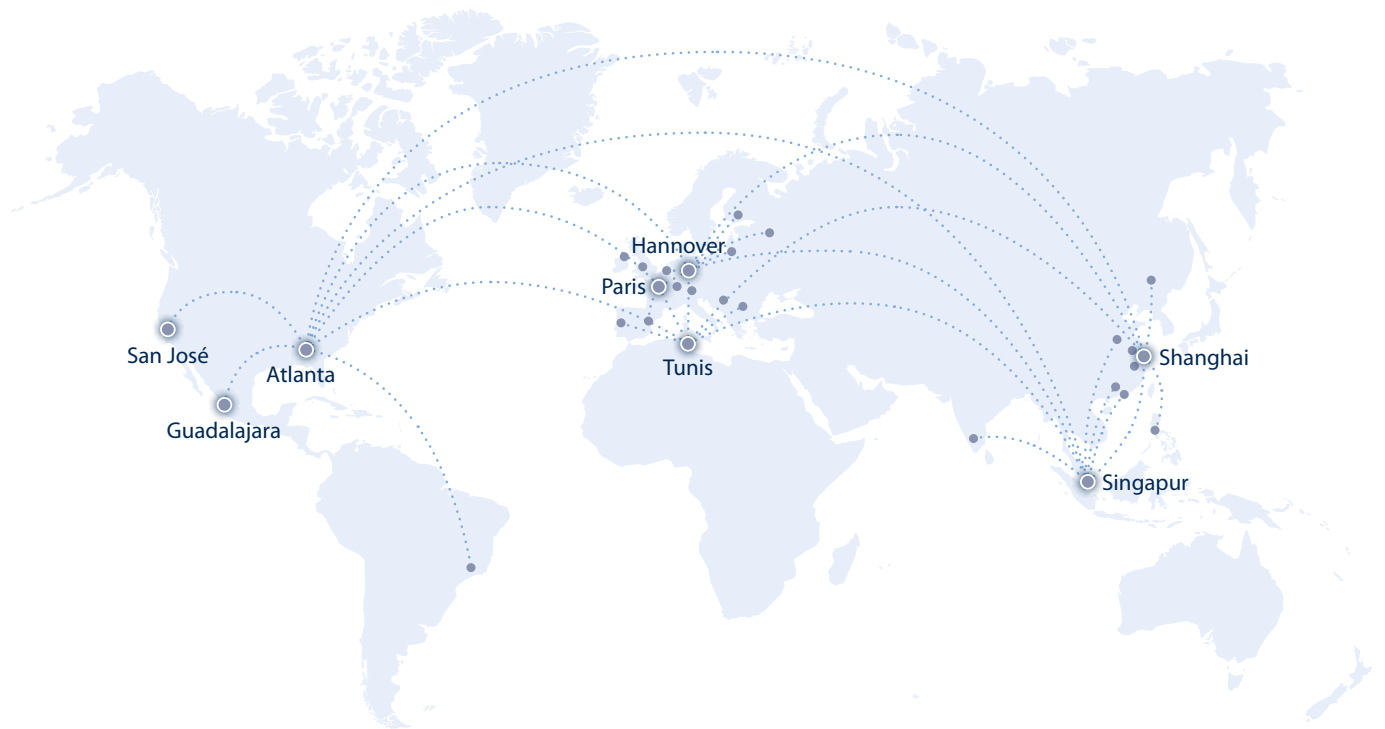 Hannover
Paris
San José
Atlanta
Tunis
Shanghai
Guadalajara
Singapur